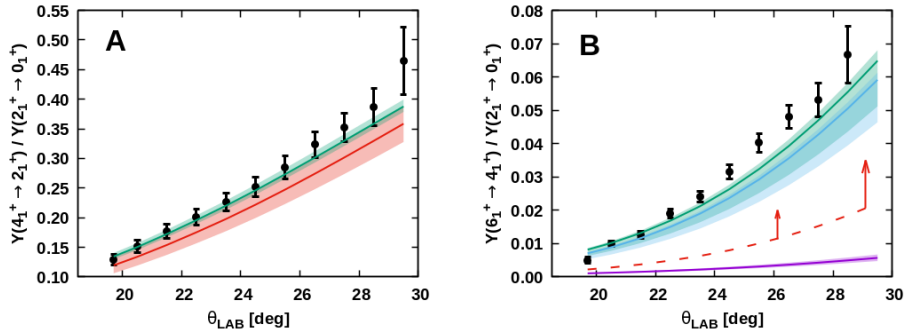 A
Y(4₁⁺ → 2₁⁺) / Y(2₁⁺ → 0₁⁺)
0.55
0.50
0.45
0.40
0.35
0.30
0.25
0.20
0.15
0.10
20 22 24 26 28 30
θLAB [deg]
B
Y(6₁⁺ → 4₁⁺) / Y(2₁⁺ → 0₁⁺)
0.08
0.07
0.06
0.05
0.04
0.03
0.02
0.01
0.00
20 22 24 26 28 30
θLAB [deg]